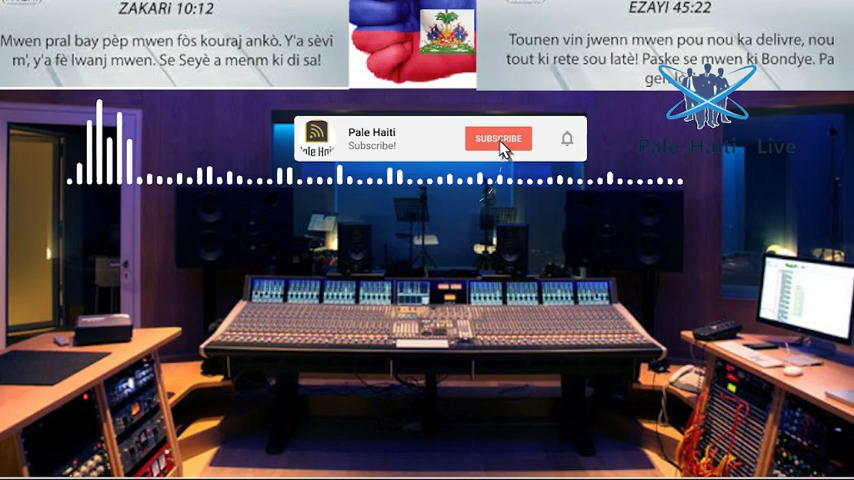 ZAKARi 10:12
Mwen pral bay pèp mwen fòs kouraj ankò. Y'a sèvi
m', y'a fè lwanj mwen. Se Seyè a menm ki di sa!
EZAYI 45:22
Tounen vin jwenn mwen pou nou ka delivre, nou
tout ki rete sou latè! Paske se mwen ki Bondye. Pa
Pale Haiti
Subscribe!
SUBSCRIBE
Pale Haiti Live